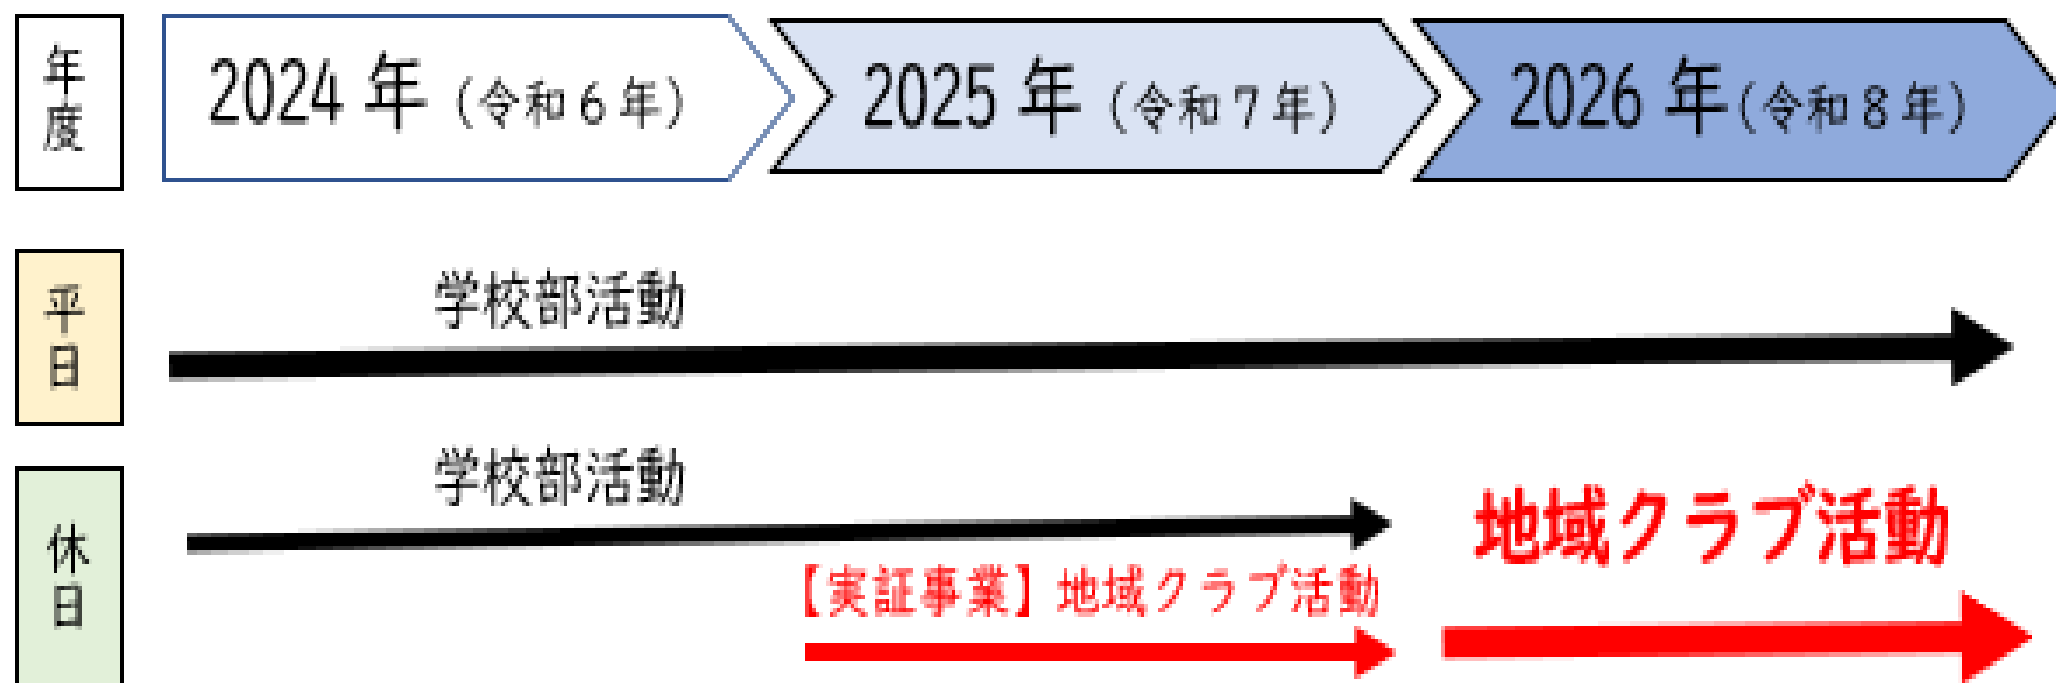 年度
2024年（令和6年）
2025年（令和7年）
2026年（令和8年）
平日
学校部活動
休日
学校部活動
【実証事業】地域クラブ活動
地域クラブ活動